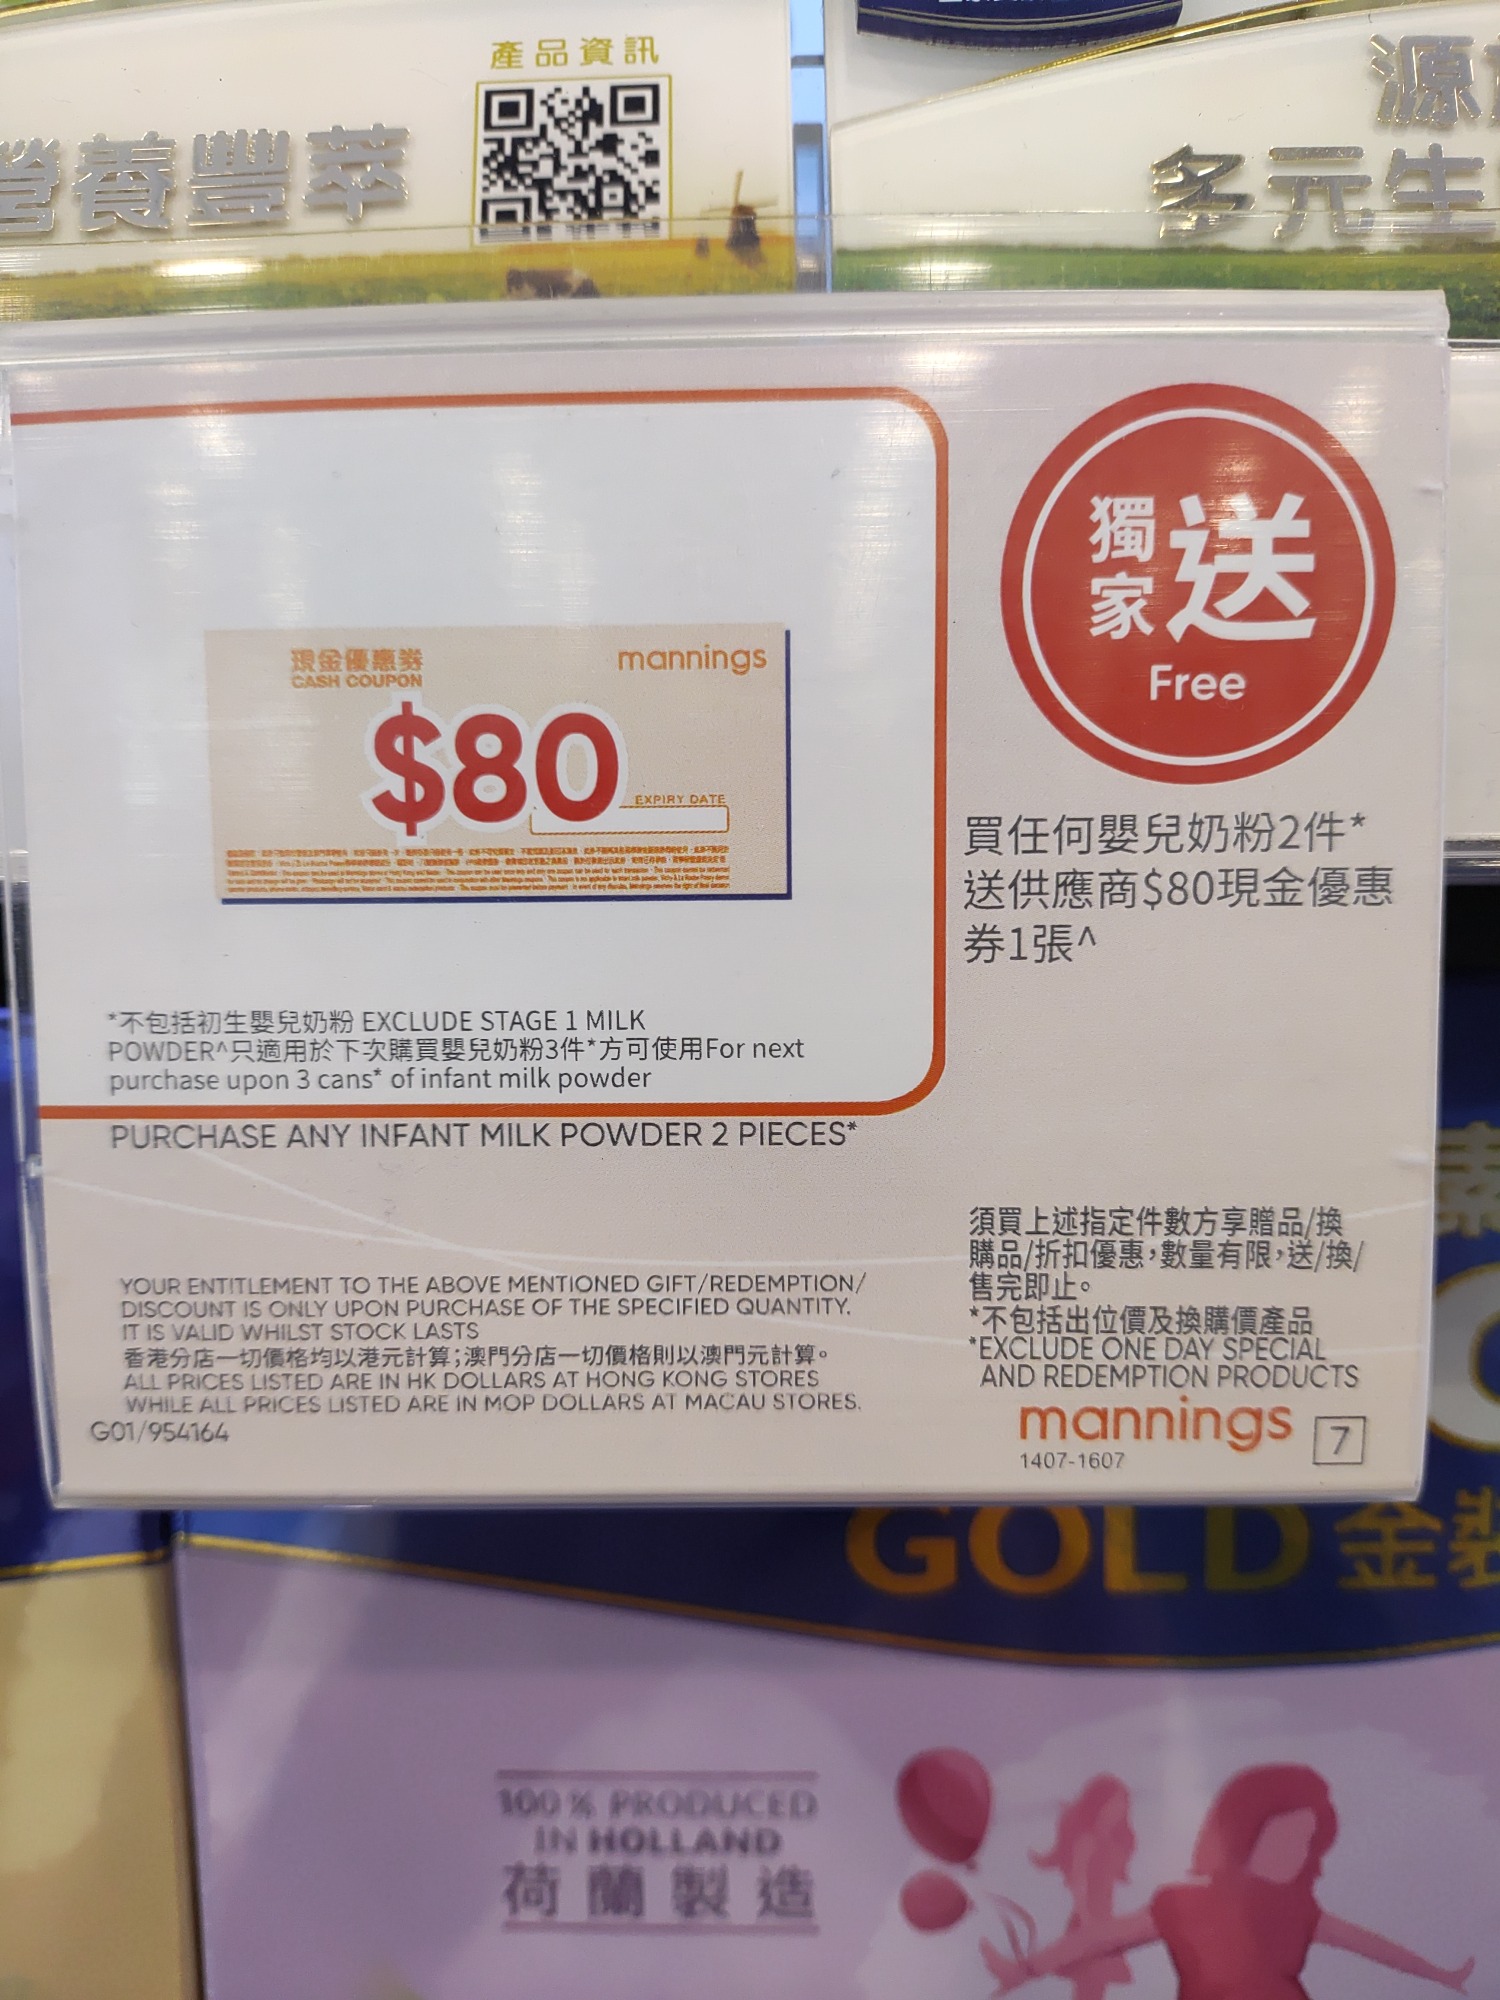 產品資訊
營養豐萃
源
多元生
獨家送
Free
現金優惠券
CASH COUPON
mannings
$80
EXPIRY DATE
買任何嬰兒奶粉2件*
送供應商$80現金優惠
券1張^
*不包括初生嬰兒奶粉 EXCLUDE STAGE 1 MILK
POWDER^只適用於下次購買嬰兒奶粉3件*方可使用For next
purchase upon 3 cans* of infant milk powder
PURCHASE ANY INFANT MILK POWDER 2 PIECES*
YOUR ENTITLEMENT TO THE ABOVE MENTIONED GIFT/REDEMPTION/
DISCOUNT IS ONLY UPON PURCHASE OF THE SPECIFIED QUANTITY.
IT IS VALID WHILST STOCK LASTS
香港分店一切價格均以港元計算;澳門分店一切價格則以澳門元計算。
ALL PRICES LISTED ARE IN HK DOLLARS AT HONG KONG STORES
WHILE ALL PRICES LISTED ARE IN MOP DOLLARS AT MACAU STORES.
G01/954164
須買上述指定件數方享贈品/換
購品/折扣優惠,數量有限,送/換/
售完即止。
*不包括出位價及換購價產品
*EXCLUDE ONE DAY SPECIAL
AND REDEMPTION PRODUCTS
mannings 7
1407-1607
GOLD 金裝
100% PRODUCED
IN HOLLAND
荷蘭製造